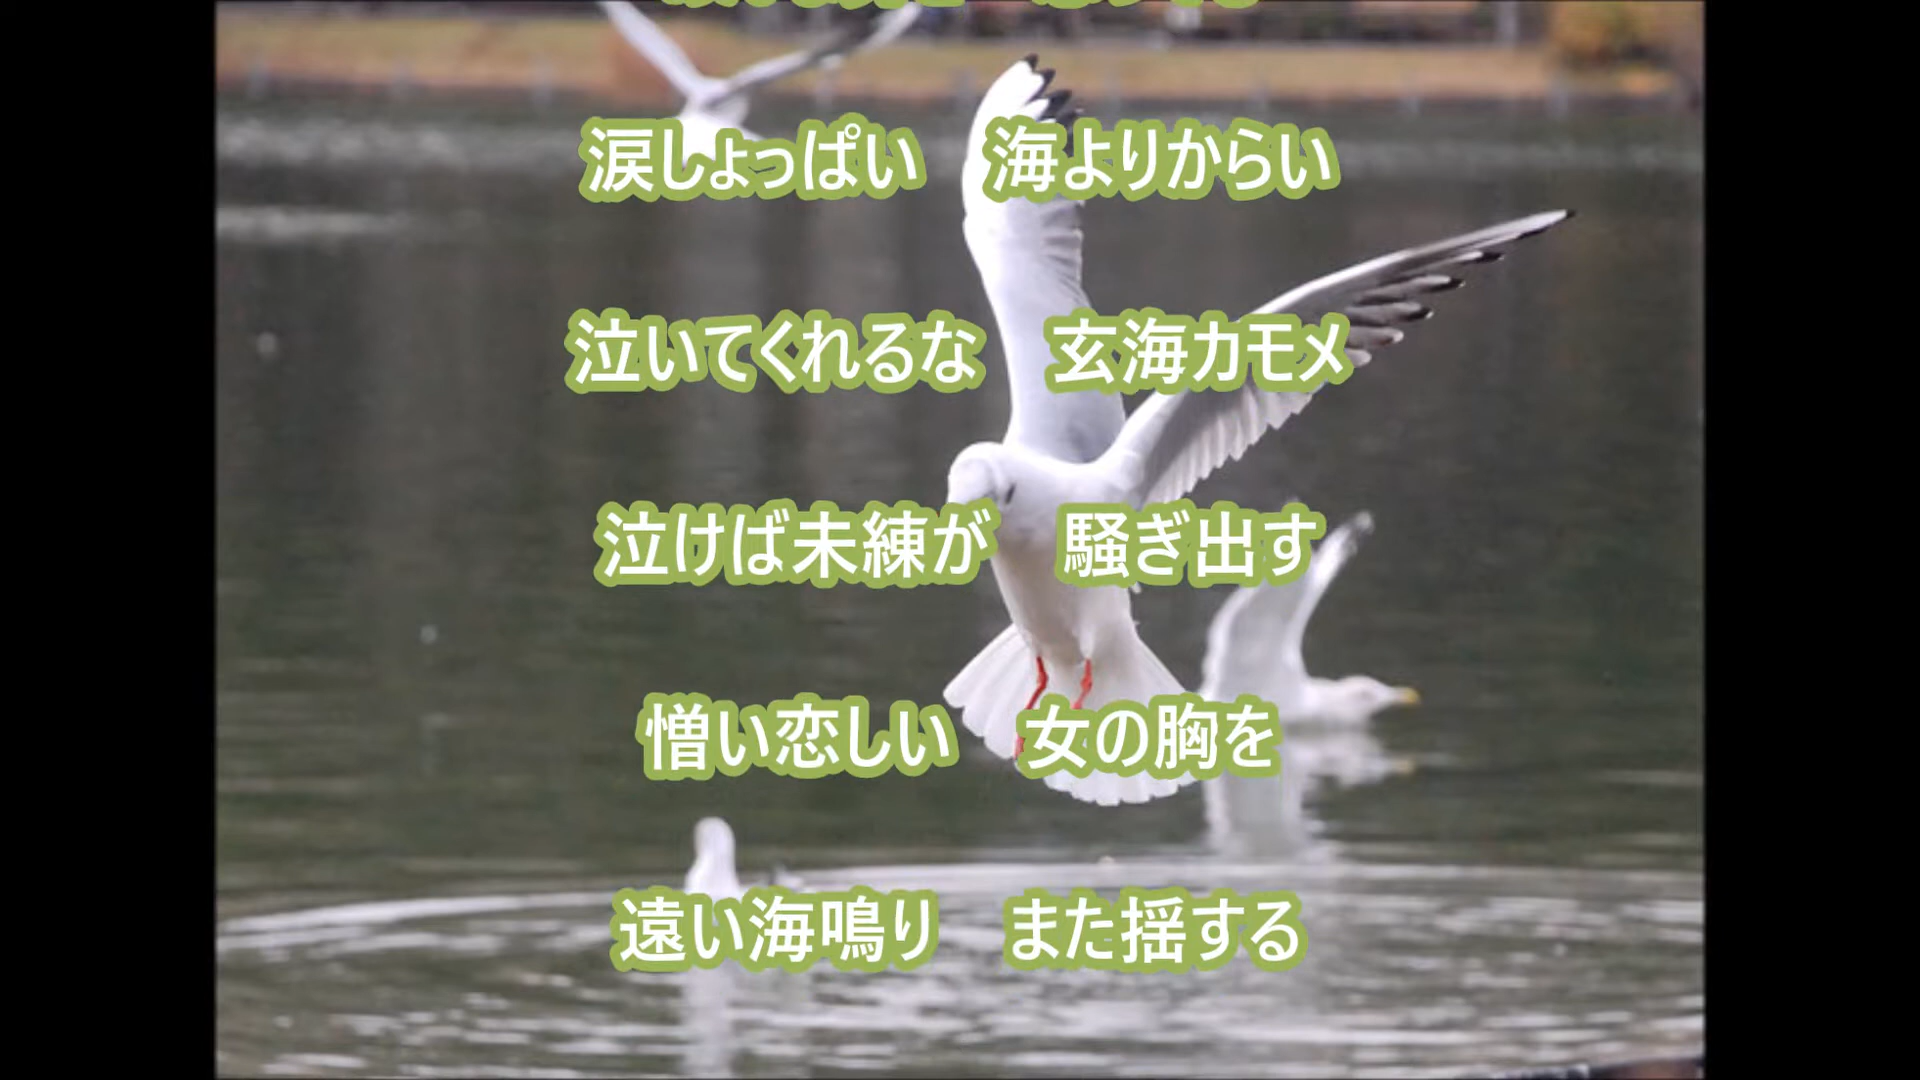 涙しょっぱい　海よりからい
泣いてくれるな　玄海カモメ
泣けば未練が　騒ぎ出す
憎い恋しい　女の胸を
遠い海鳴り　また揺する